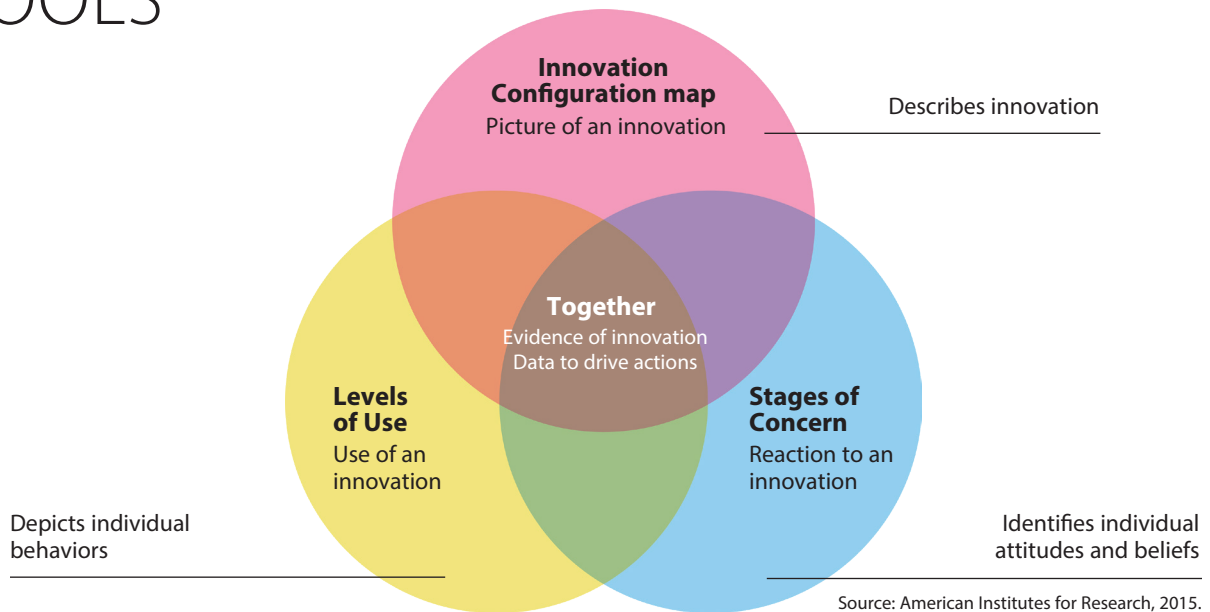 Innovation
Configuration map
Picture of an innovation
Describes innovation
Together
Evidence of innovation
Data to drive actions
Levels
of Use
Use of an
innovation
Stages of
Concern
Reaction to an
innovation
Depicts individual
behaviors
Identifies individual
attitudes and beliefs
Source: American Institutes for Research, 2015.